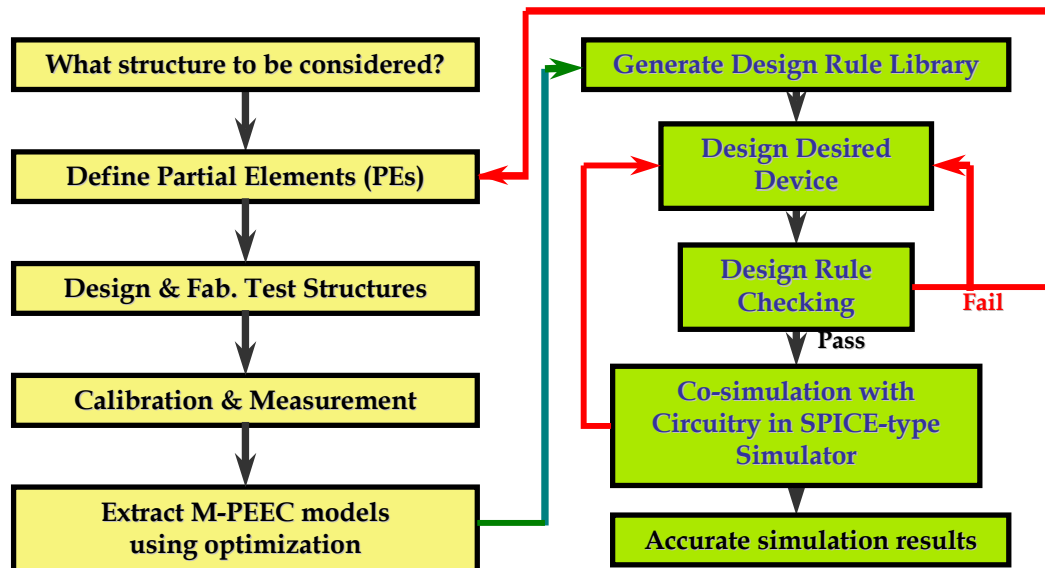 What structure to be considered?
Define Partial Elements (PEs)
Design & Fab. Test Structures
Calibration & Measurement
Extract M-PEEC models
using optimization
Generate Design Rule Library
Design Desired
Device
Design Rule
Checking
Fail
Pass
Co-simulation with
Circuitry in SPICE-type
Simulator
Accurate simulation results